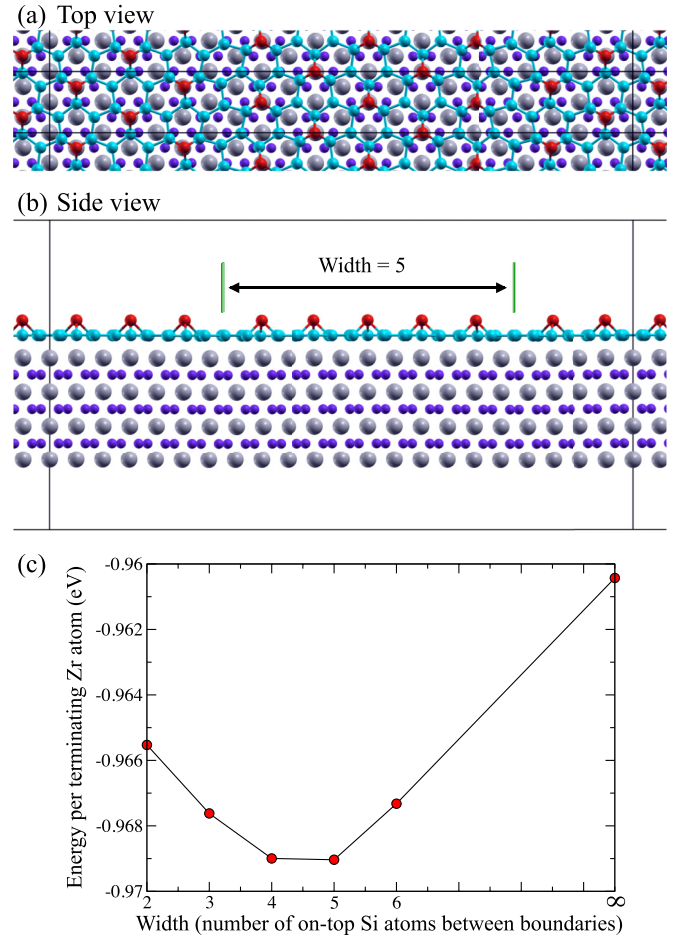 (a) Top view
(b) Side view
Width = 5
(c)
Energy per terminating Zr atom (eV)
-0.96
-0.962
-0.964
-0.966
-0.968
-0.97
2 3 4 5 6 ∞
Width (number of on-top Si atoms between boundaries)